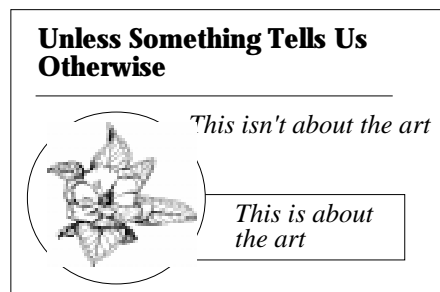 Unless Something Tells Us
Otherwise
This isn't about the art
This is about
the art